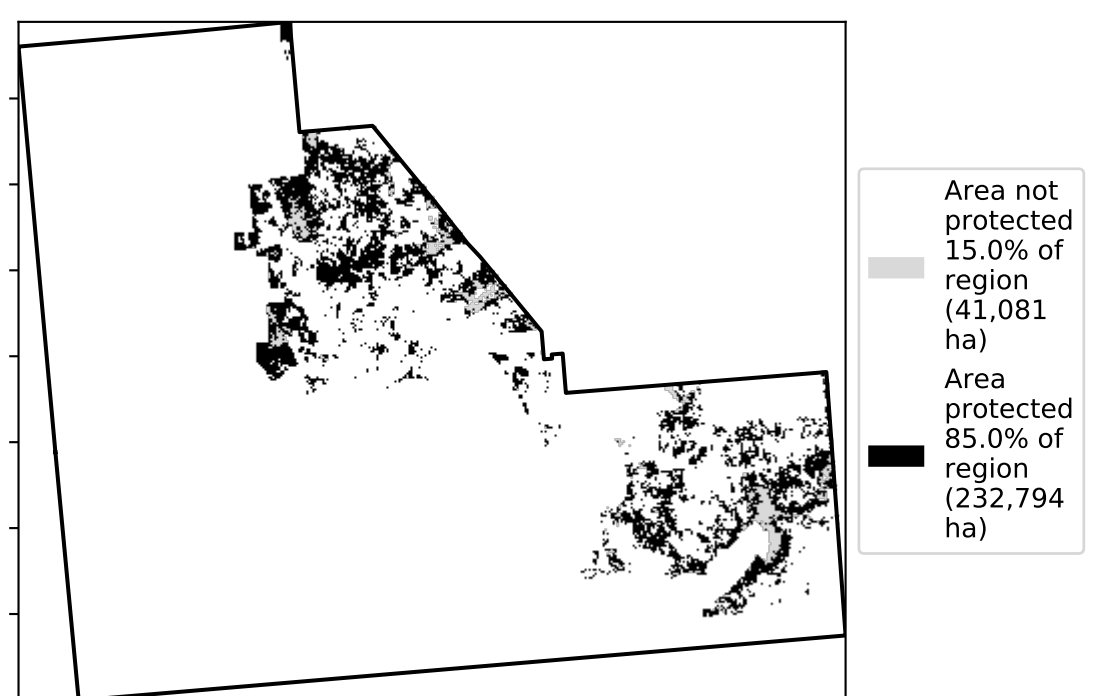 Area not
protected
15.0% of
region
(41,081
ha)
Area
protected
85.0% of
region
(232,794
ha)